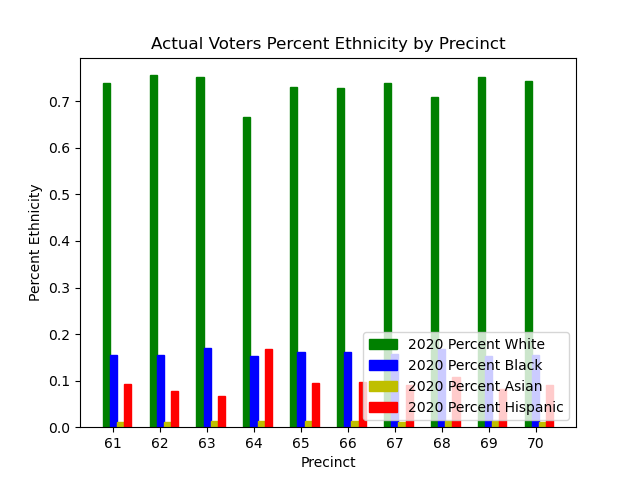 Actual Voters Percent Ethnicity by Precinct
Percent Ethnicity
0.7
0.6
0.5
0.4
0.3
0.2
0.1
0.0
2020 Percent White
2020 Percent Black
2020 Percent Asian
2020 Percent Hispanic
61 62 63 64 65 66 67 68 69 70
Precinct